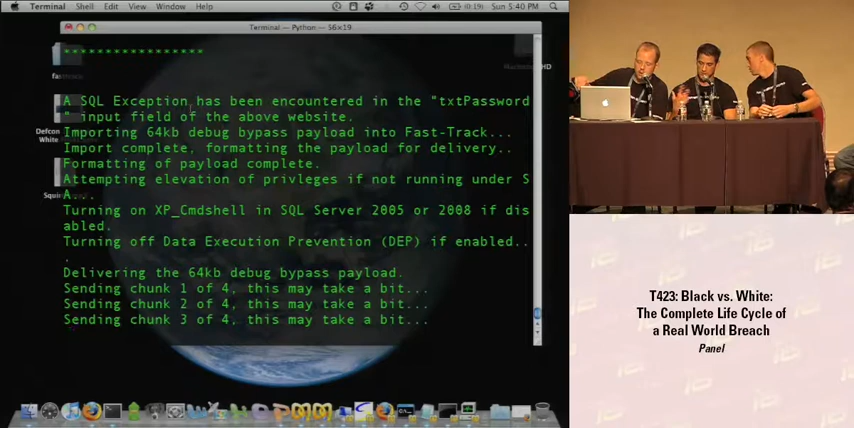 Terminal Shell Edit View Window Help
(0:19) Sun 5:40 PM
Terminal — Python — 56×19
*****************
A SQL Exception has been encountered in the "txtPassword
" input field of the above website.
Importing 64kb debug bypass payload into Fast-Track...
Import complete, formatting the payload for delivery..
Formatting of payload complete.
Attempting elevation of privleges if not running under S
A...
Turning on XP_Cmdshell in SQL Server 2005 or 2008 if dis
abled.
Turning off Data Execution Prevention (DEP) if enabled..
.
Delivering the 64kb debug bypass payload.
Sending chunk 1 of 4, this may take a bit...
Sending chunk 2 of 4, this may take a bit...
Sending chunk 3 of 4, this may take a bit...
Defcon
White
T423: Black vs. White:
The Complete Life Cycle of
a Real World Breach
Panel